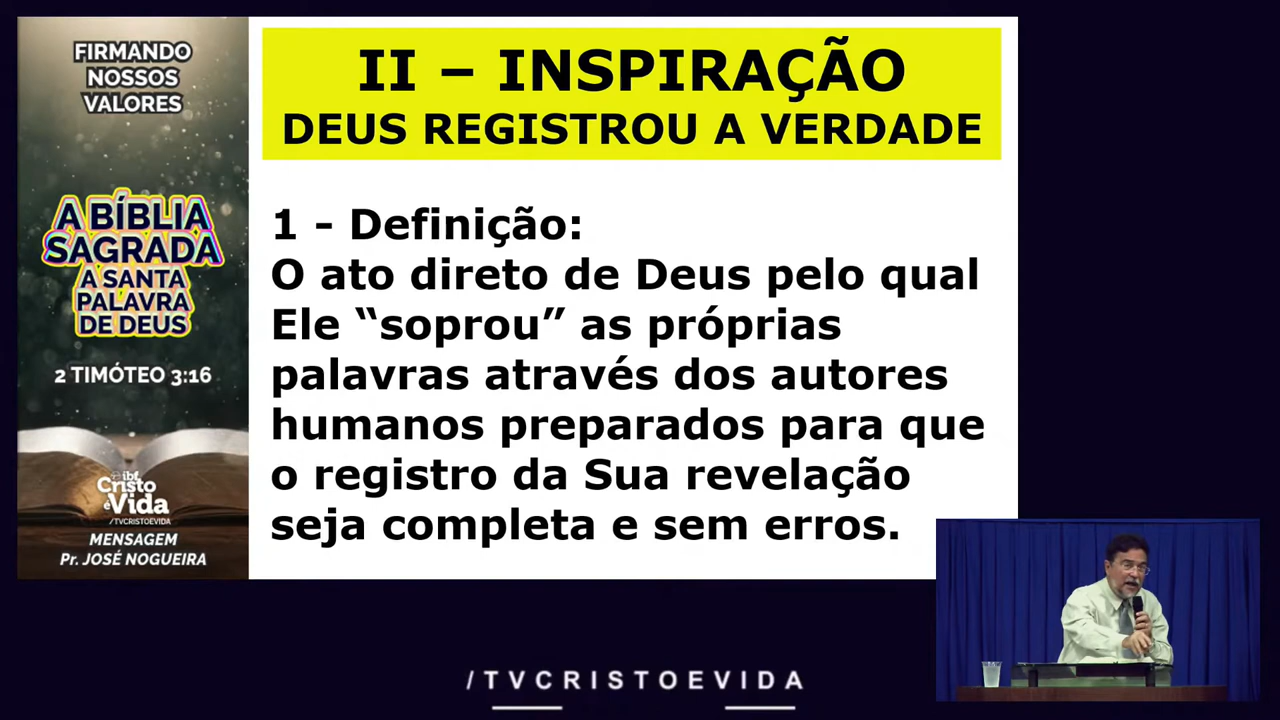 FIRMANDO
NOSSOS
VALORES
A BÍBLIA
SAGRADA
A SANTA
PALAVRA
DE DEUS
2 TIMÓTEO 3:16
ibf
Cristo
é Vida
/TVCRISTOEVIDA
MENSAGEM
Pr. JOSÉ NOGUEIRA
II – INSPIRAÇÃO
DEUS REGISTROU A VERDADE
1 - Definição:
O ato direto de Deus pelo qual
Ele “soprou” as próprias
palavras através dos autores
humanos preparados para que
o registro da Sua revelação
seja completa e sem erros.
/TVCRISTOEVIDA